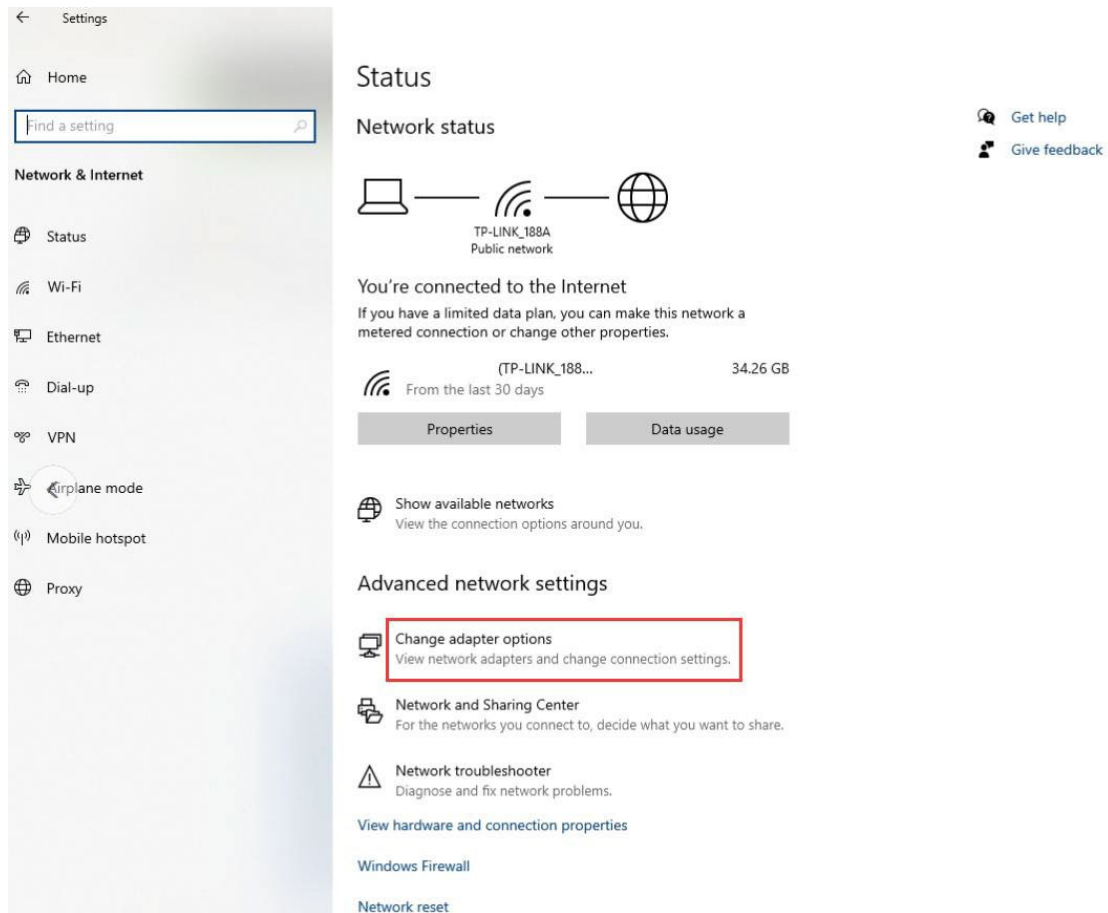 Settings
Home
Find a setting
Network & Internet
Status
Wi-Fi
Ethernet
Dial-up
VPN
Airplane mode
Mobile hotspot
Proxy
Status
Network status
TP-LINK_188A
Public network
You're connected to the Internet
If you have a limited data plan, you can make this network a
metered connection or change other properties.
(TP-LINK_188... 34.26 GB
From the last 30 days
Properties Data usage
Show available networks
View the connection options around you.
Advanced network settings
Change adapter options
View network adapters and change connection settings.
Network and Sharing Center
For the networks you connect to, decide what you want to share.
Network troubleshooter
Diagnose and fix network problems.
View hardware and connection properties
Windows Firewall
Network reset
Get help
Give feedback